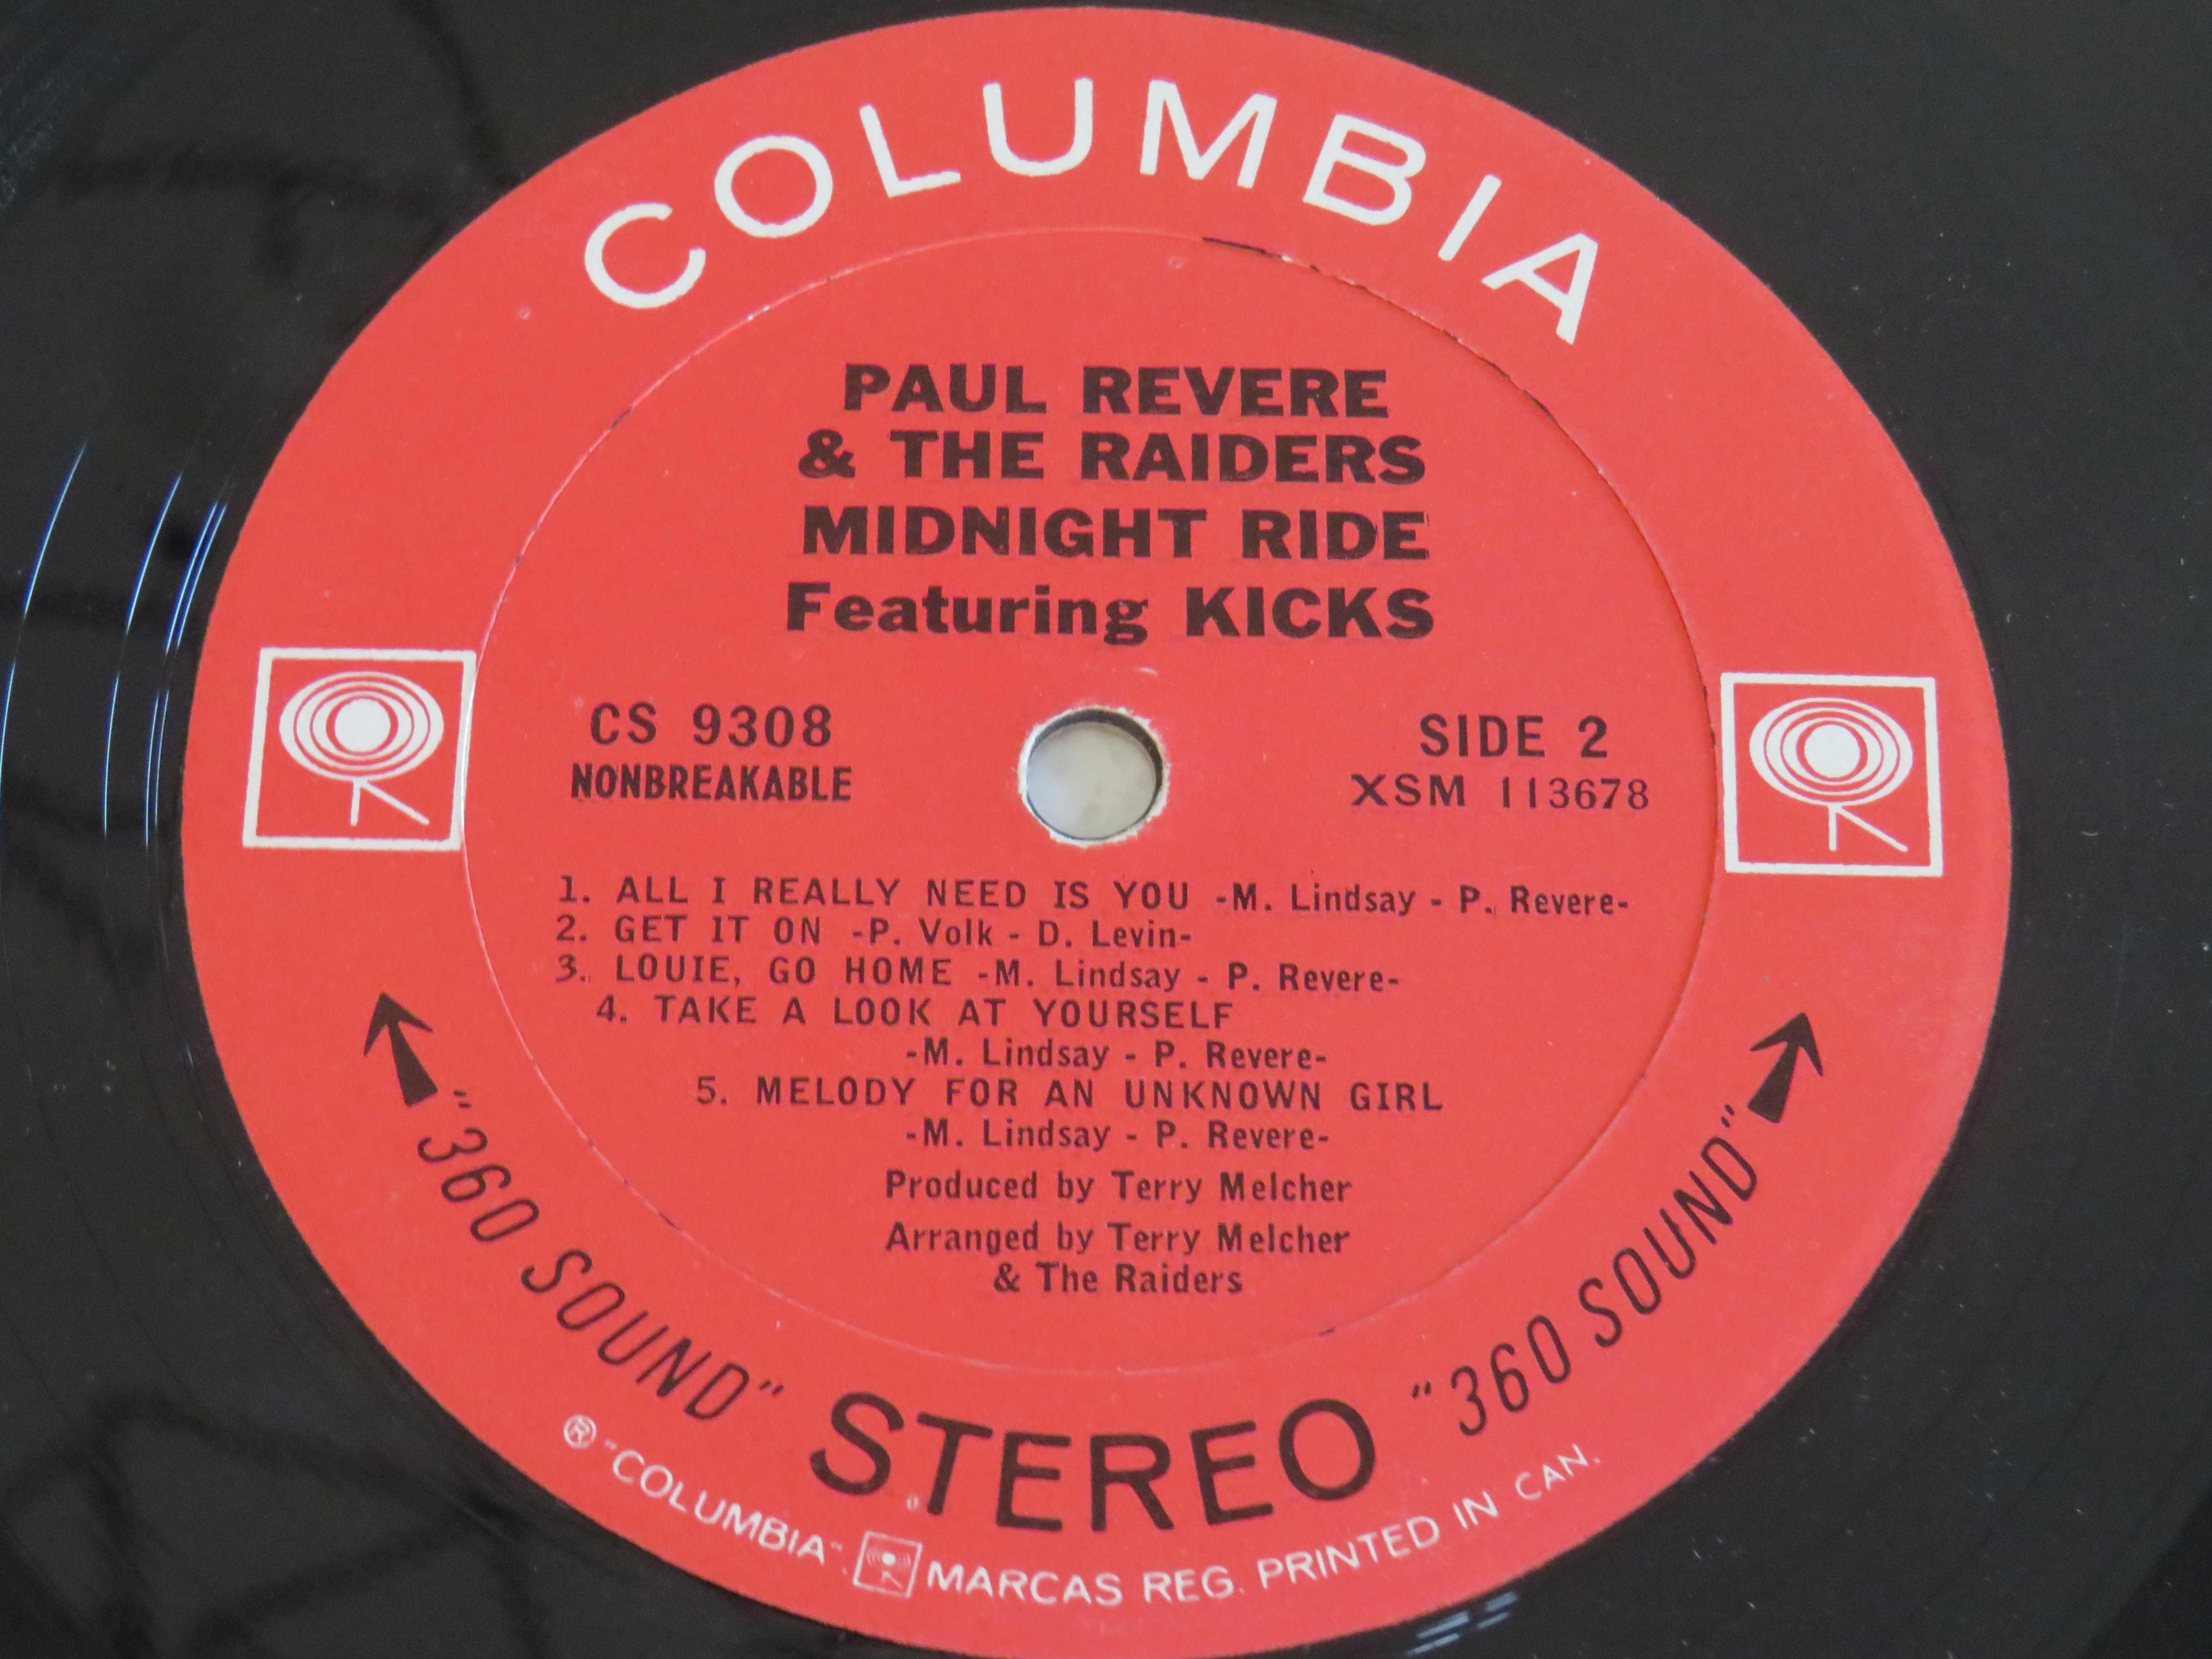 COLUMBIA
PAUL REVERE
& THE RAIDERS
MIDNIGHT RIDE
Featuring KICKS
CS 9308
NONBREAKABLE
SIDE 2
XSM 113678
1. ALL I REALLY NEED IS YOU -M. Lindsay - P. Revere-
2. GET IT ON -P. Volk - D. Levin-
3. LOUIE, GO HOME -M. Lindsay - P. Revere-
4. TAKE A LOOK AT YOURSELF
-M. Lindsay - P. Revere-
5. MELODY FOR AN UNKNOWN GIRL
-M. Lindsay - P. Revere-
Produced by Terry Melcher
Arranged by Terry Melcher
& The Raiders
"360 SOUND" STEREO "360 SOUND"
® "COLUMBIA", MARCAS REG. PRINTED IN CAN.